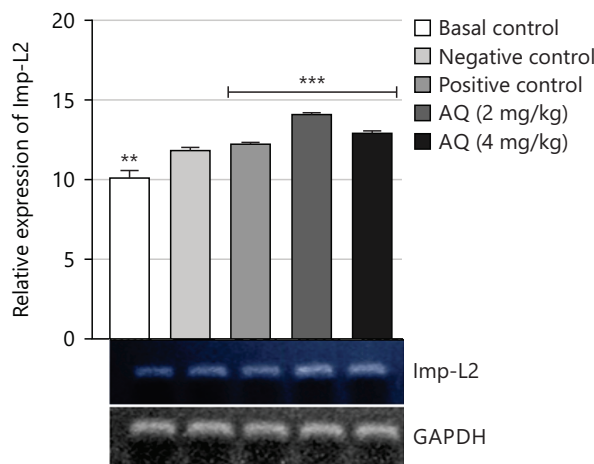 Relative expression of Imp-L2
20
15
10
5
0
**
***
Basal control
Negative control
Positive control
AQ (2 mg/kg)
AQ (4 mg/kg)
Imp-L2
GAPDH